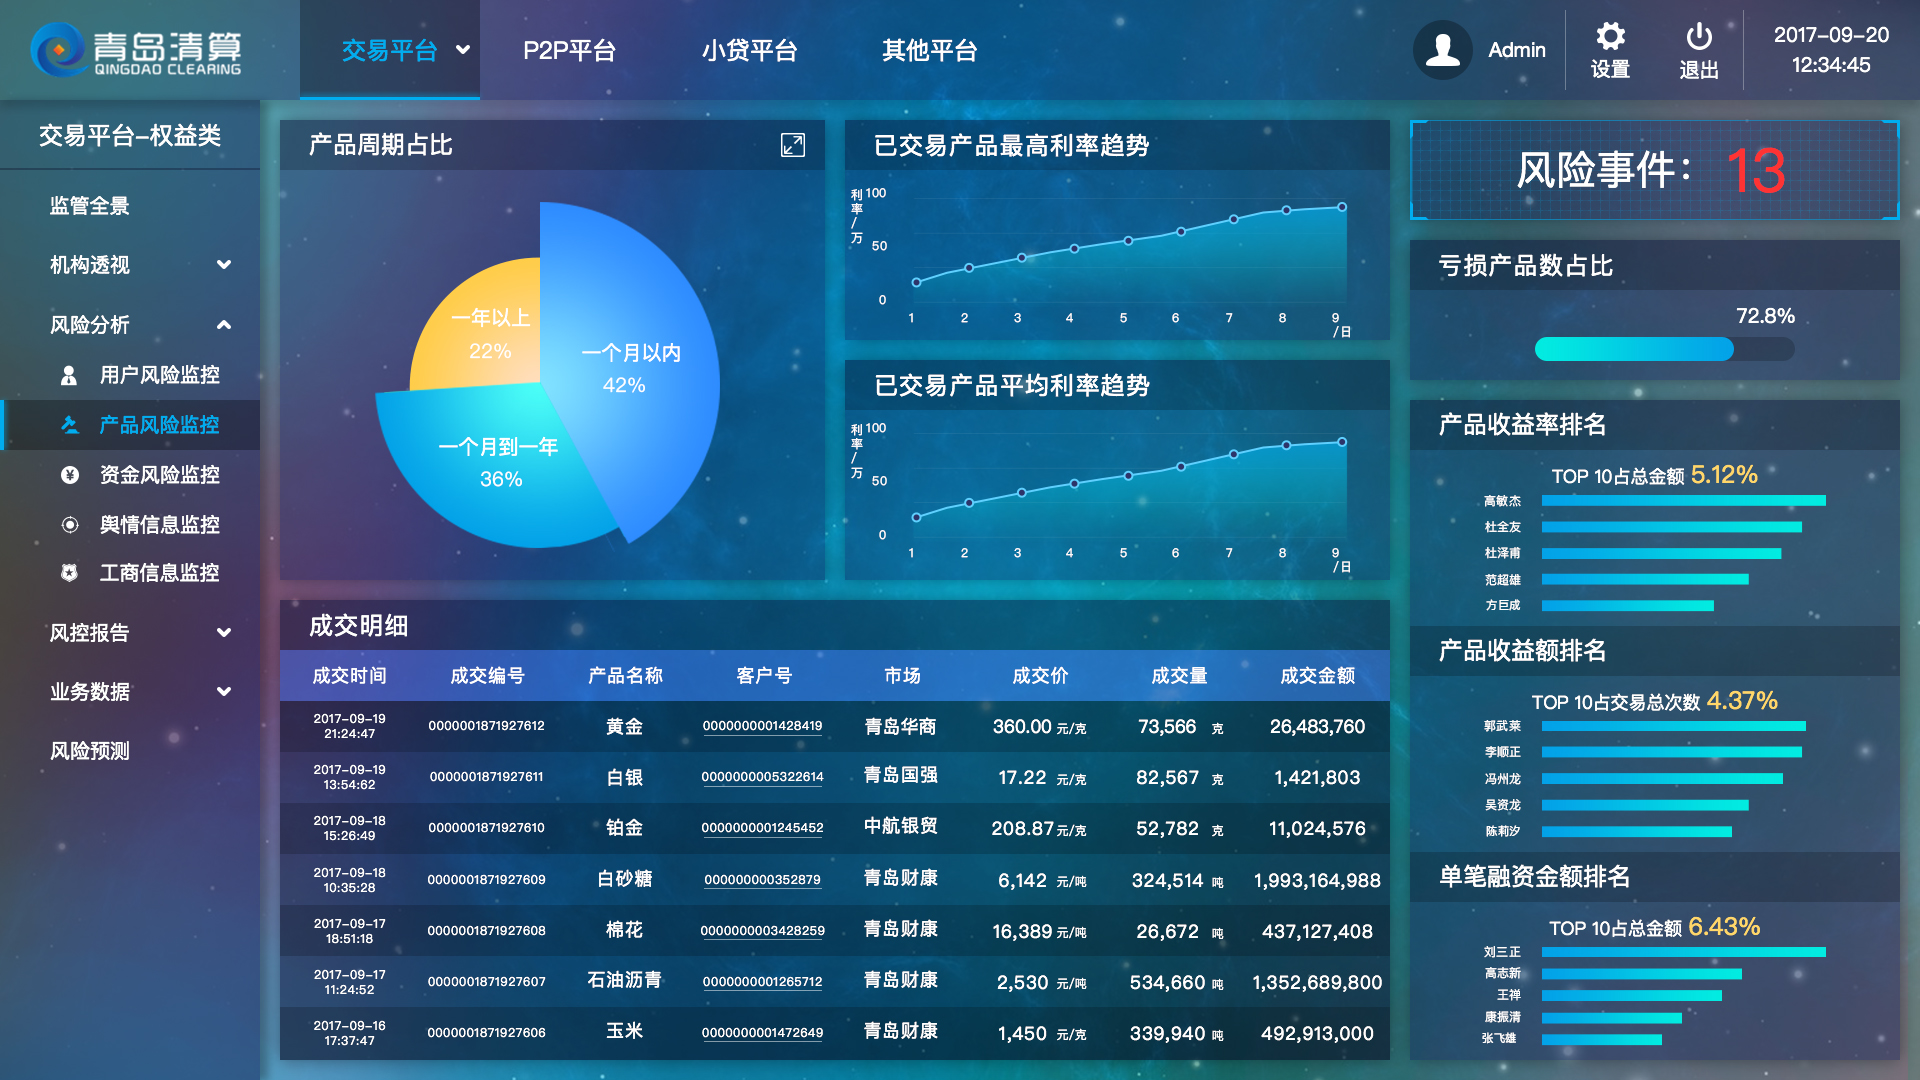 青岛清算
QINGDAO CLEARING
交易平台
P2P平台
小贷平台
其他平台
Admin
设置
退出
2017-09-20
12:34:45
交易平台-权益类
监管全景
机构透视
风险分析
用户风险监控
产品风险监控
资金风险监控
舆情信息监控
工商信息监控
风控报告
业务数据
风险预测
产品周期占比
一年以上
22%
一个月以内
42%
一个月到一年
36%
已交易产品最高利率趋势
利率/万
100
50
0
1 2 3 4 5 6 7 8 9
/日
已交易产品平均利率趋势
利率/万
100
50
0
1 2 3 4 5 6 7 8 9
/日
成交明细
成交时间 成交编号 产品名称 客户号 市场 成交价 成交量 成交金额
2017-09-19 21:24:47 0000001871927612 黄金 0000000001428419 青岛华商 360.00 元/克 73,566 克 26,483,760
2017-09-19 13:54:62 0000001871927611 白银 0000000005322614 青岛国强 17.22 元/克 82,567 克 1,421,803
2017-09-18 15:26:49 0000001871927610 铂金 0000000001245452 中航银贸 208.87 元/克 52,782 克 11,024,576
2017-09-18 10:35:28 0000001871927609 白砂糖 000000000352879 青岛财康 6,142 元/吨 324,514 吨 1,993,164,988
2017-09-17 18:51:18 0000001871927608 棉花 0000000003428259 青岛财康 16,389 元/吨 26,672 吨 437,127,408
2017-09-17 11:24:52 0000001871927607 石油沥青 0000000001265712 青岛财康 2,530 元/吨 534,660 吨 1,352,689,800
2017-09-16 17:37:47 0000001871927606 玉米 0000000001472649 青岛财康 1,450 元/克 339,940 吨 492,913,000
风险事件： 13
亏损产品数占比
72.8%
产品收益率排名
TOP 10占总金额 5.12%
高敏杰
杜全友
杜泽甫
范超雄
方巨成
产品收益额排名
TOP 10占交易总次数 4.37%
郭武莱
李顺正
冯州龙
吴资龙
陈莉汐
单笔融资金额排名
TOP 10占总金额 6.43%
刘三正
高志新
王禅
康振清
张飞雄